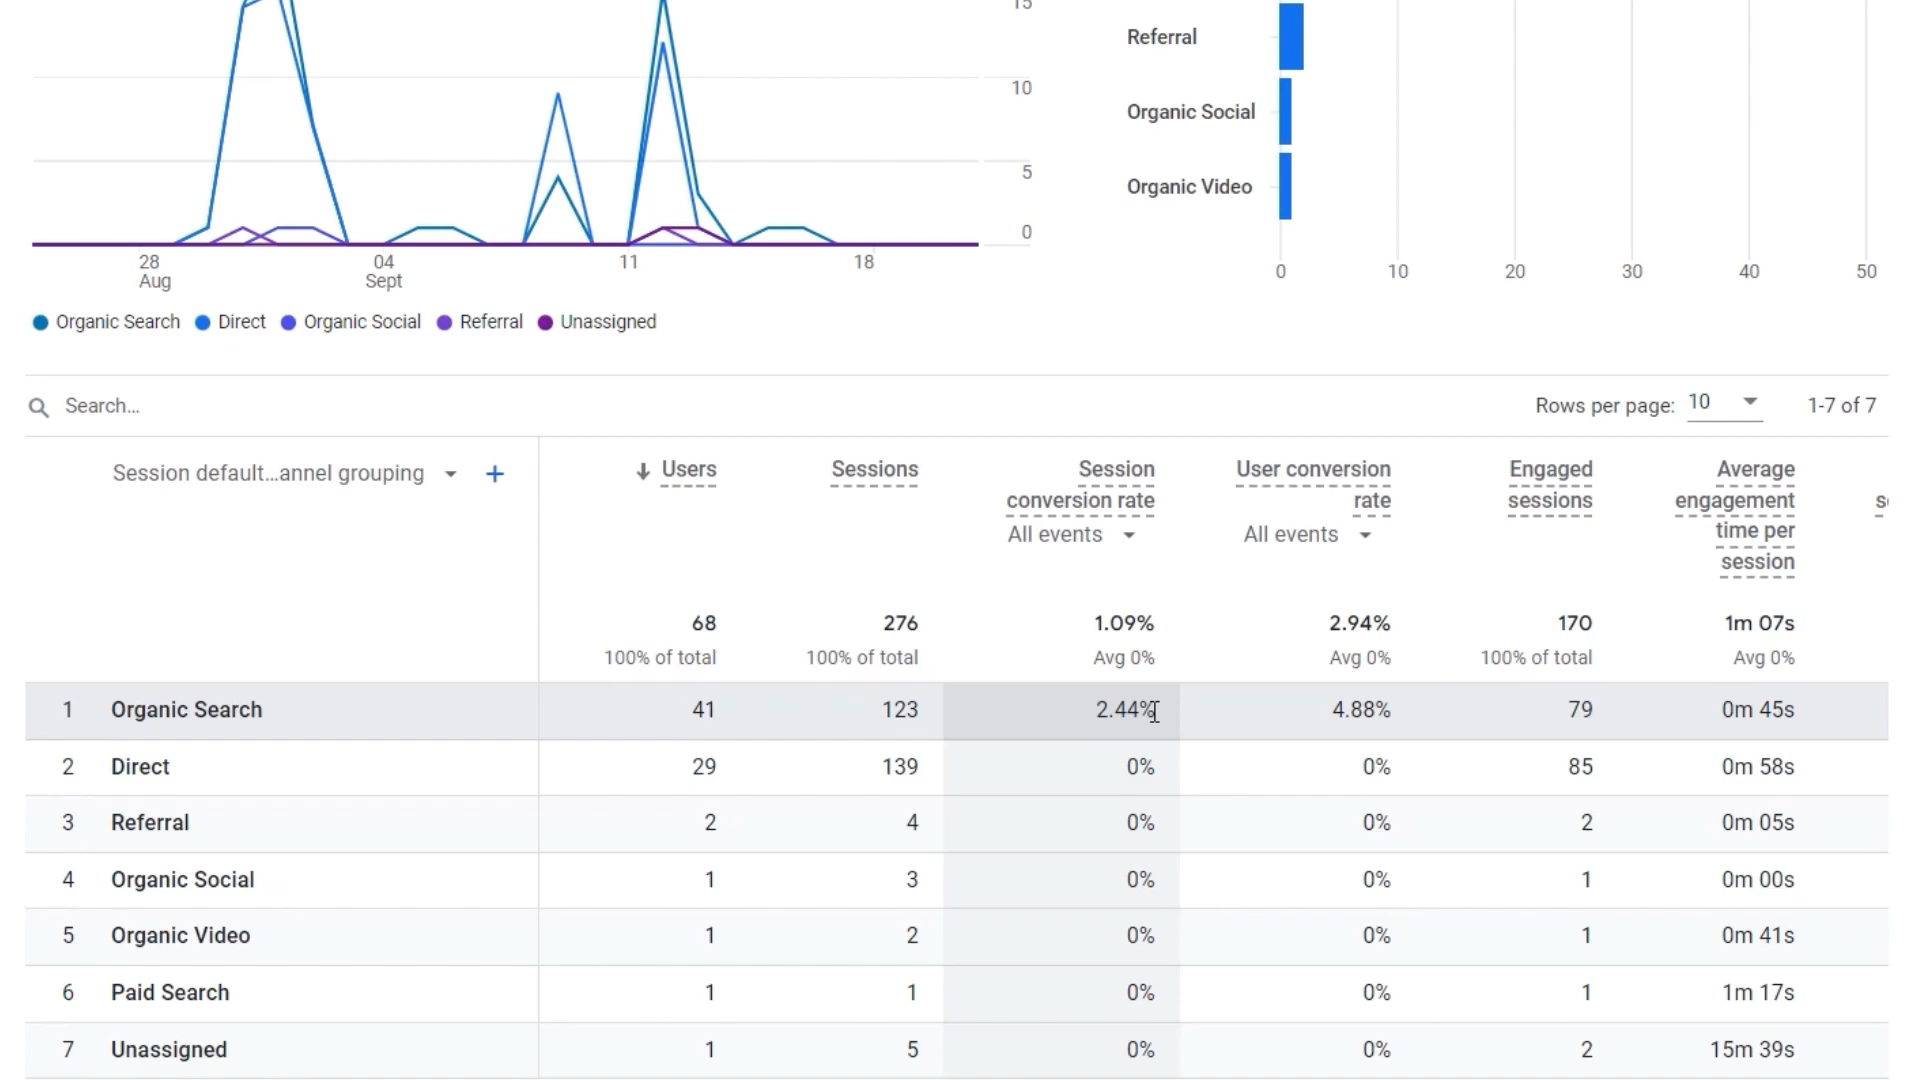 15
10
5
0
28
Aug
04
Sept
11
18
Organic Search Direct Organic Social Referral Unassigned
Referral
Organic Social
Organic Video
0 10 20 30 40 50
Search...
Rows per page: 10 1-7 of 7
Session default...annel grouping
Users
Sessions
Session
conversion rate
All events
User conversion
rate
All events
Engaged
sessions
Average
engagement
time per
session
68 276 1.09% 2.94% 170 1m 07s
100% of total 100% of total Avg 0% Avg 0% 100% of total Avg 0%
1 Organic Search 41 123 2.44% 4.88% 79 0m 45s
2 Direct 29 139 0% 0% 85 0m 58s
3 Referral 2 4 0% 0% 2 0m 05s
4 Organic Social 1 3 0% 0% 1 0m 00s
5 Organic Video 1 2 0% 0% 1 0m 41s
6 Paid Search 1 1 0% 0% 1 1m 17s
7 Unassigned 1 5 0% 0% 2 15m 39s